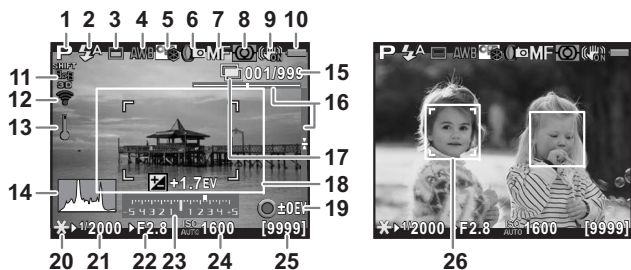 1 2 3 4 5 6 7 8 9 10
P ⚡A AWB MF ON
11 SHIFT 001/999 15
12 3D 16
13
17
14 +1.7EV 18
-5 4 3 2 1 1 2 3 4 +5 ±0EV 19
1/2000 F2.8 ISO AUTO 1600 [9999]
20 21 22 23 24 25
P ⚡A AWB MF ON
1/2000 F2.8 ISO AUTO 1600 [9999]
26